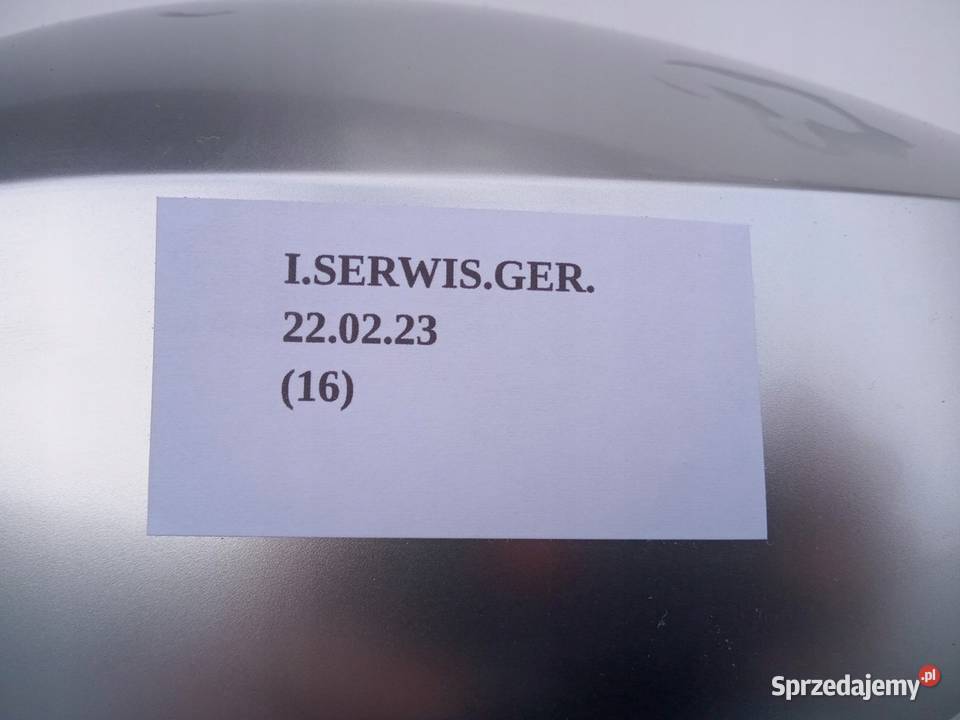 I.SERWIS.GER.
22.02.23
(16)
Sprzedajemy.pl